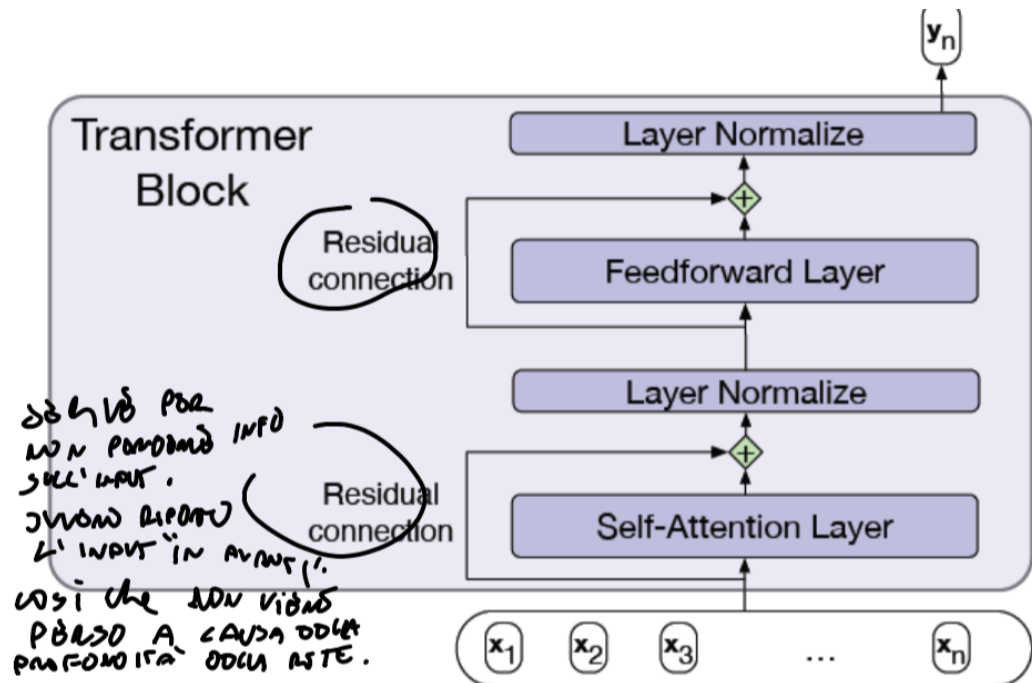 yn
Transformer
Block
Layer Normalize
+
Residual
connection
Feedforward Layer
Layer Normalize
+
SERVE PER
NON PERDERE INFO
SULL'INPUT.
Residual
connection
Self-Attention Layer
L'INPUT "IN AVANTI".
COSÌ CHE NON VIENE
PERSO A CAUSA DELLA
PROFONDITÀ DELLA RETE.
x1 x2 x3 ... xn